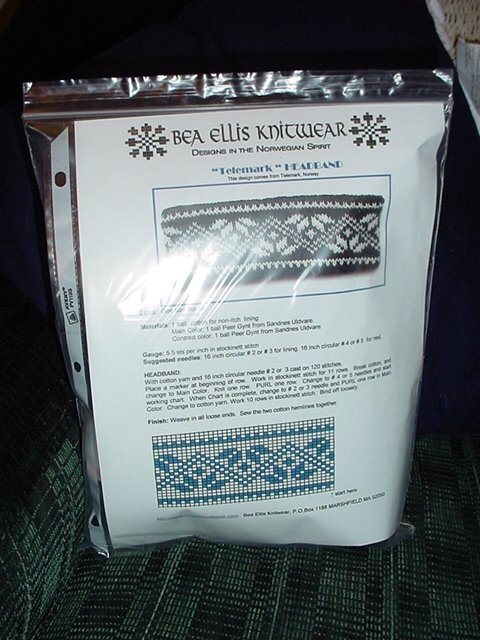 BEA ELLIS KNITWEAR
DESIGNS IN THE NORWEGIAN SPIRIT
"Telemark" HEADBAND
This design comes from Telemark, Norway
Materials: 1 ball cotton for non-itch lining
Main Color: 1 ball Peer Gynt from Sandnes Uldvare.
Contrast color: 1 ball Peer Gynt from Sandnes Uldvare.
Gauge: 5.5 sts per inch in stockinett stitch
Suggested needles: 16 inch circular # 2 or # 3 for lining. 16 inch circular # 4 or # 5 for rest.
HEADBAND:
With cotton yarn and 16 inch circular needle # 2 or 3 cast on 120 stitches.
Place a marker at beginning of row. Work in stockinett stitch for 11 rows. Break cotton, and
change to Main Color. Knit one row. PURL one row. Change to # 4 or 5 needles and start
working chart. When Chart is complete, change to # 2 or 3 needle and PURL one row in Main
Color. Change to cotton yarn, Work 10 rows in stockinett stitch. Bind off loosely
Finish: Weave in all loose ends. Sew the two cotton hemlines together.
↑ start here
Bea Ellis Knitwear, P.O.Box 1188 MARSHFIELD MA 02050
AVERY